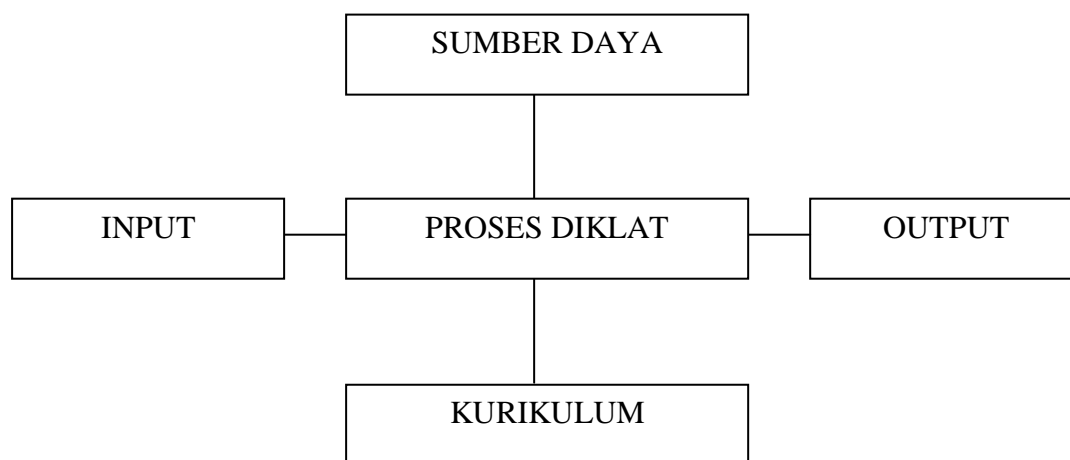 SUMBER DAYA
INPUT
PROSES DIKLAT
OUTPUT
KURIKULUM